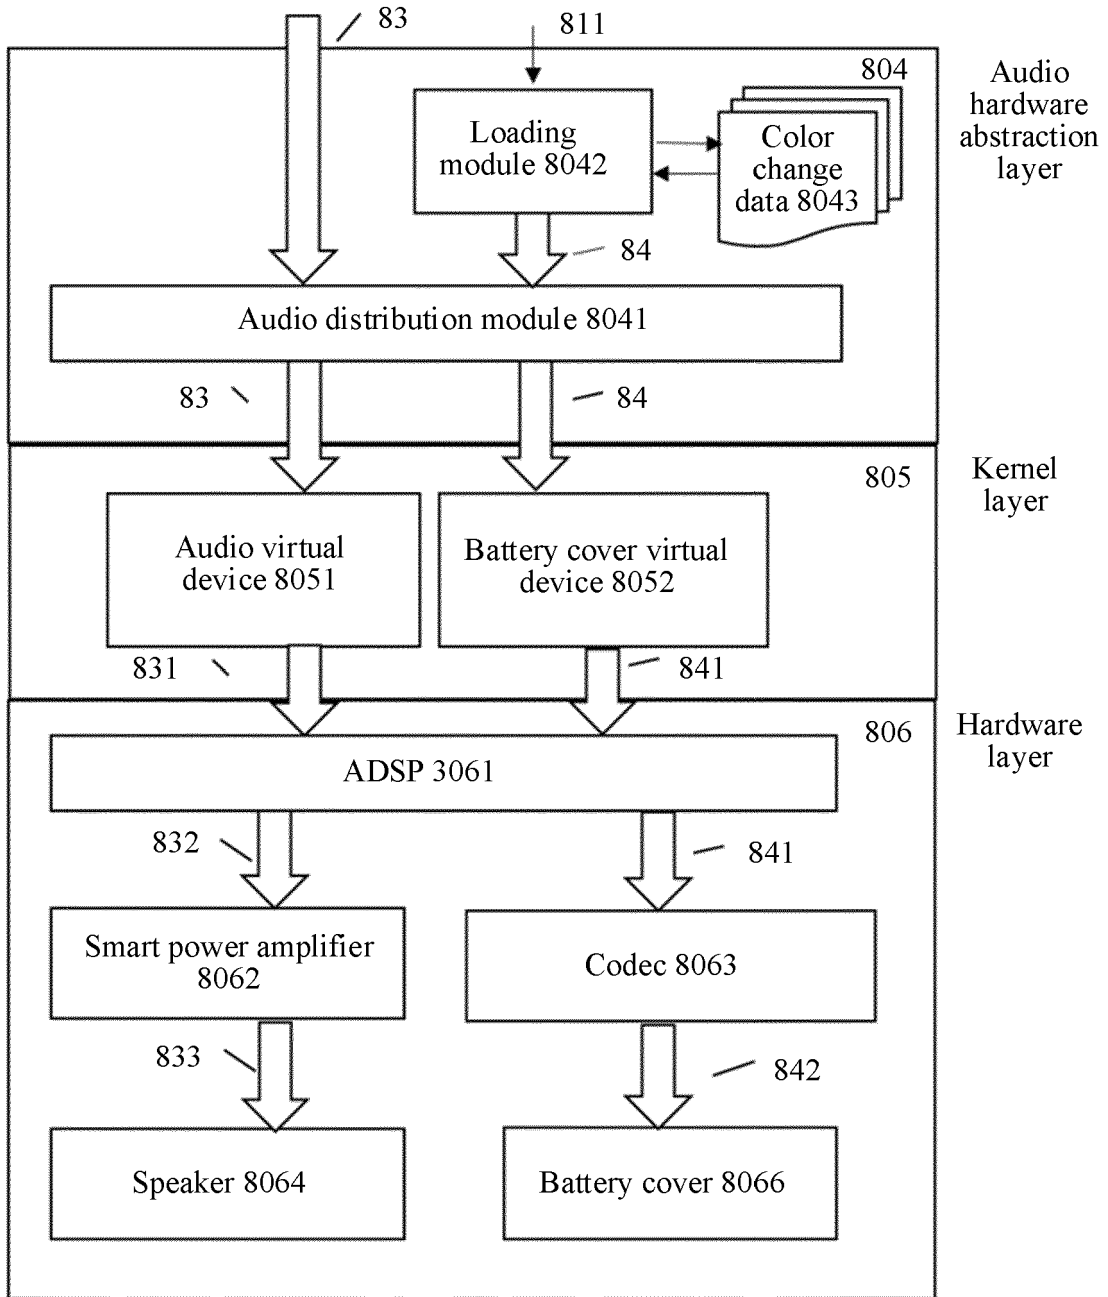 83
811
804
Audio
hardware
abstraction
layer
Loading
module 8042
Color
change
data 8043
84
Audio distribution module 8041
83
84
805
Kernel
layer
Audio virtual
device 8051
Battery cover virtual
device 8052
831
841
806
Hardware
layer
ADSP 3061
832
841
Smart power amplifier
8062
Codec 8063
833
842
Speaker 8064
Battery cover 8066